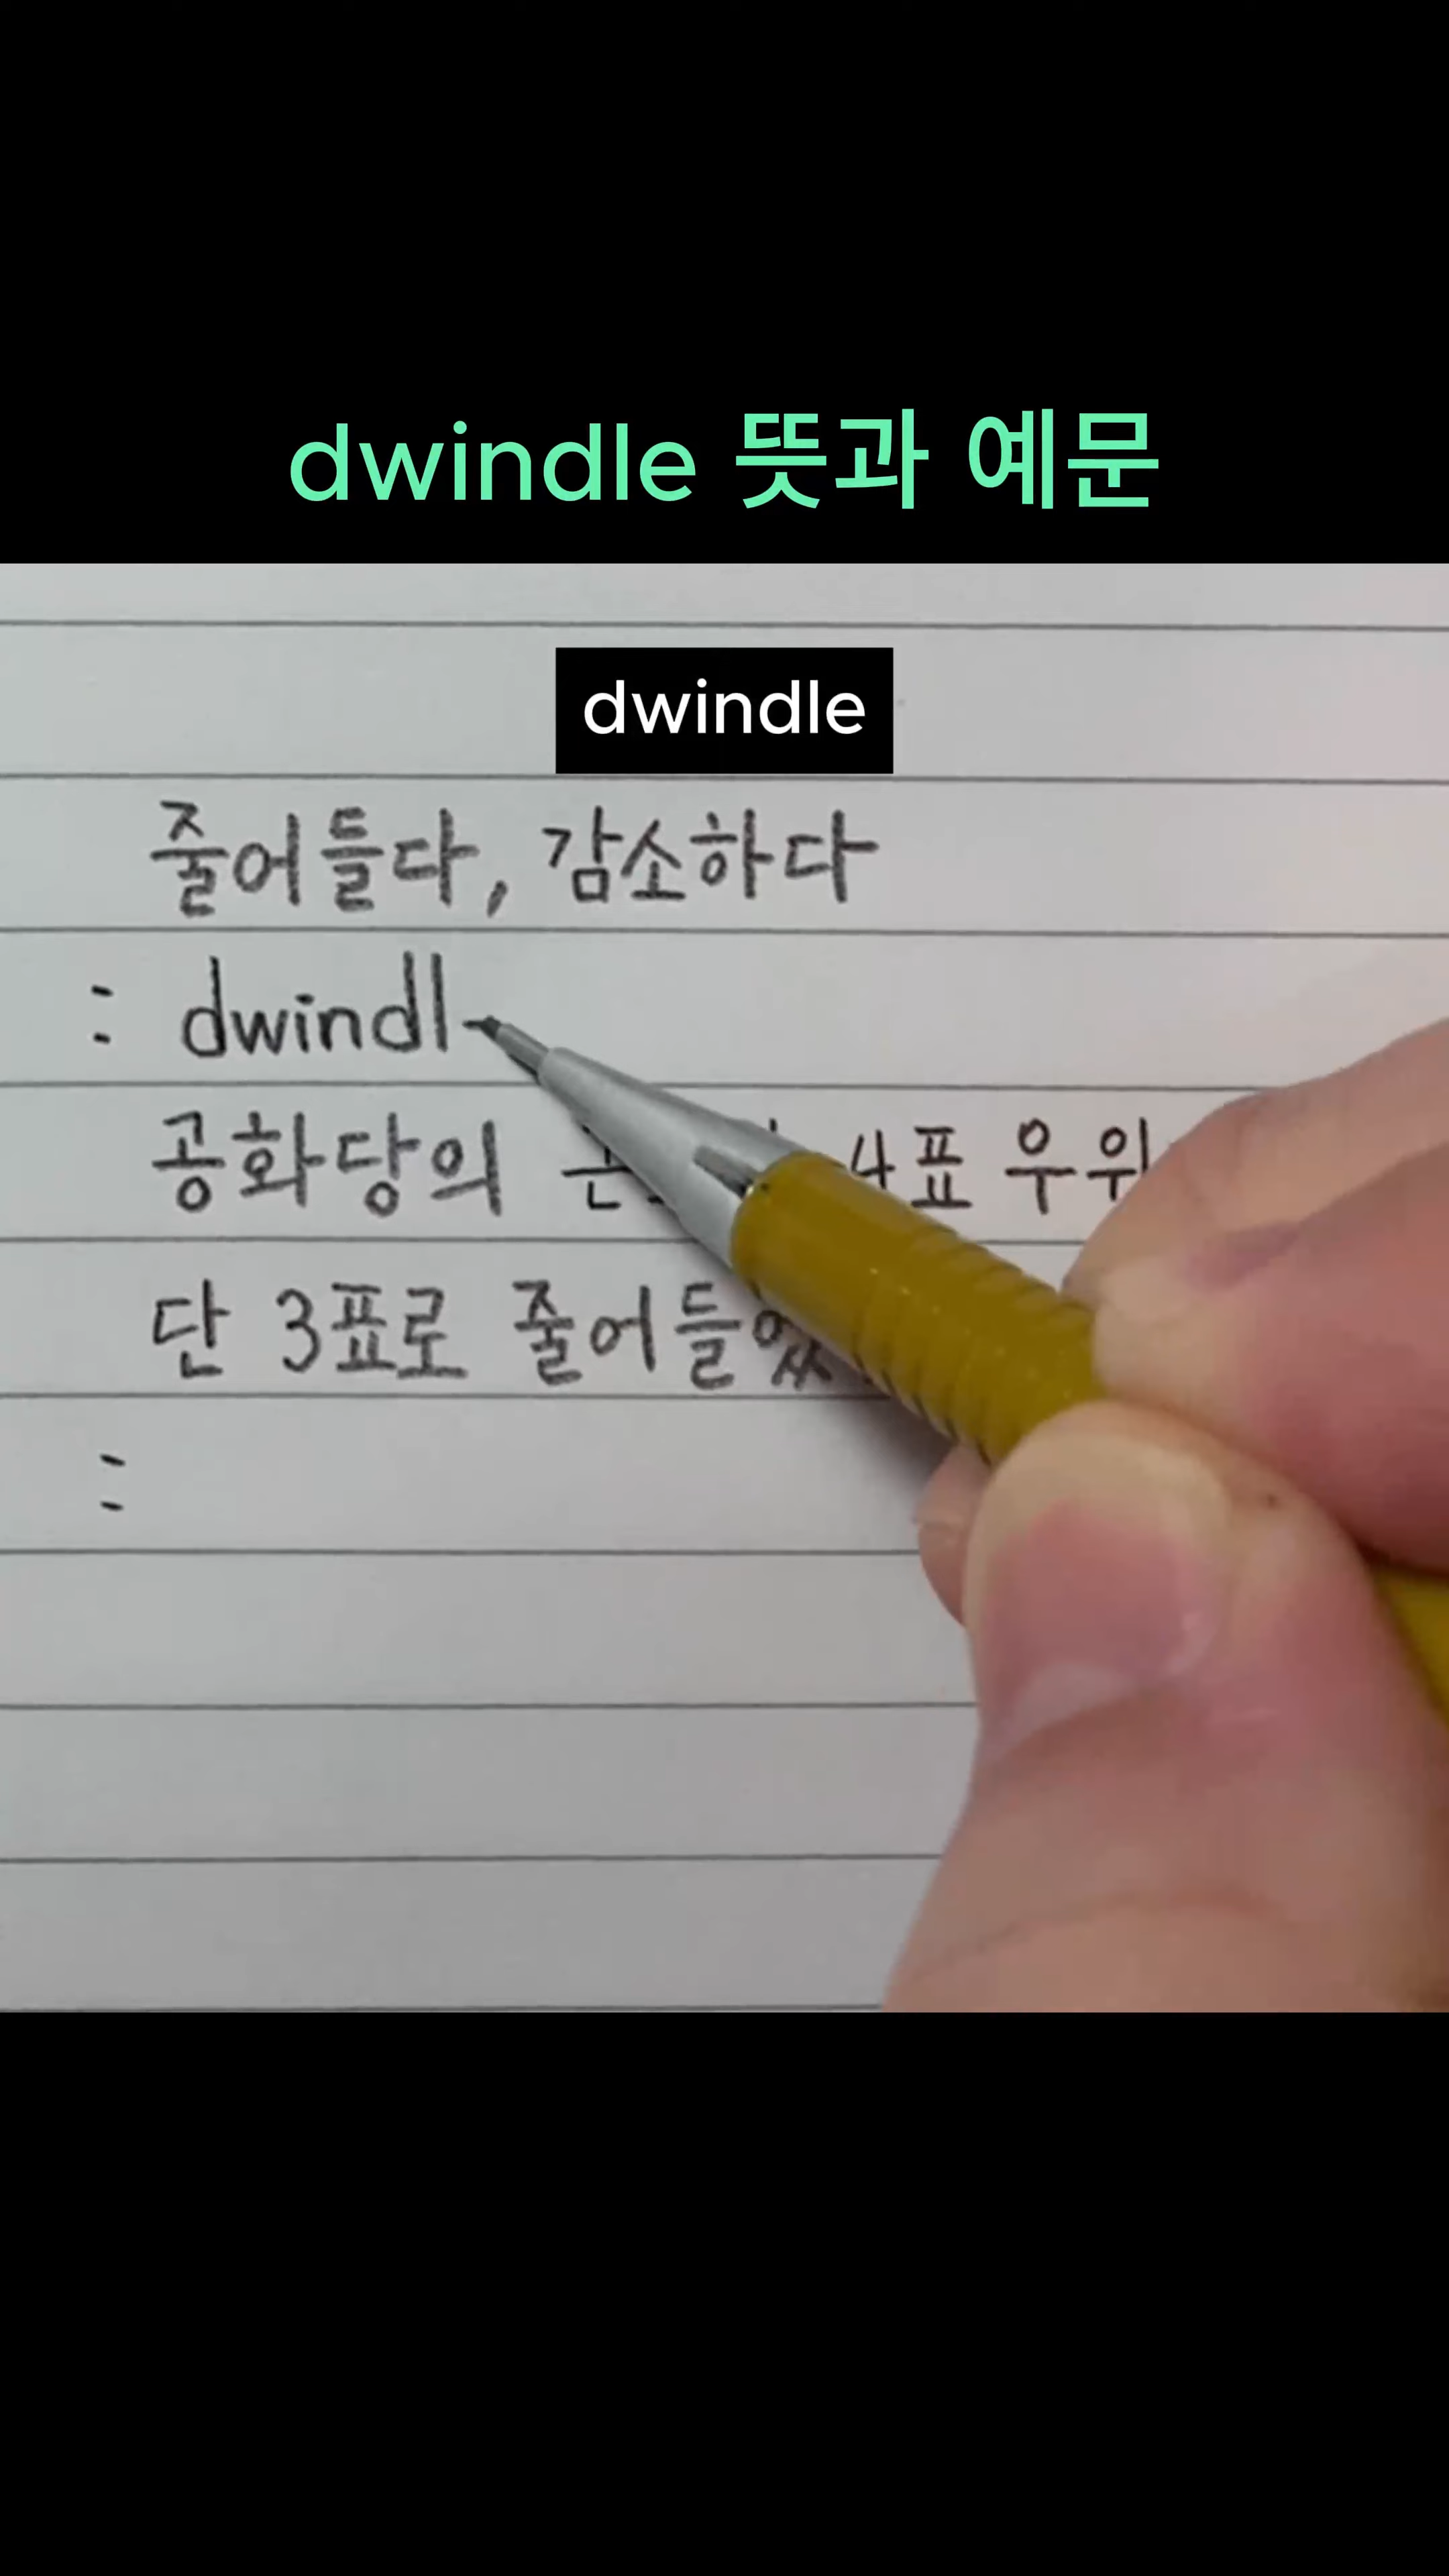 dwindle 뜻과 예문
dwindle
줄어들다, 감소하다
: dwindl
공화당의 4표 우위
단 3표로 줄어들었
: